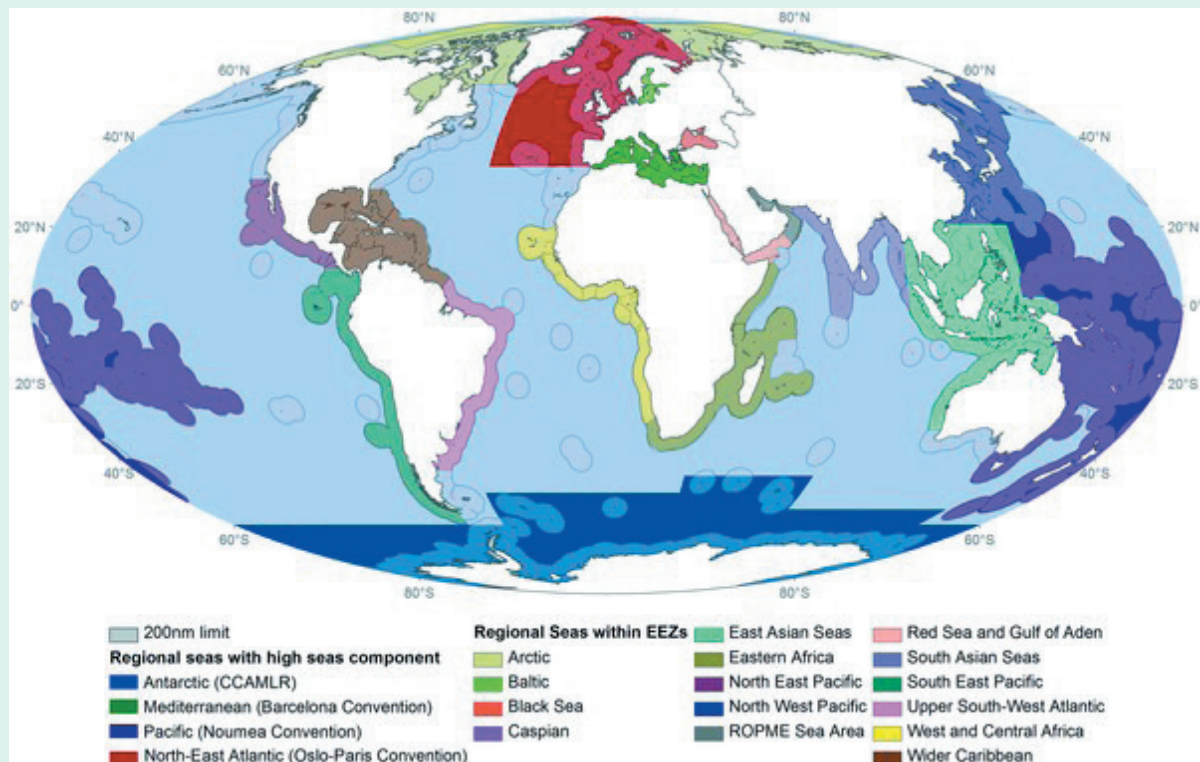 80°N 80°N
60°N 60°N
40°N 40°N
20°N 20°N
0° 0°
20°S 20°S
40°S 40°S
60°S 60°S
80°S 80°S
200nm limit
Regional seas with high seas component
Antarctic (CCAMLR)
Mediterranean (Barcelona Convention)
Pacific (Noumea Convention)
North-East Atlantic (Oslo-Paris Convention)
Regional Seas within EEZs
Arctic
Baltic
Black Sea
Caspian
East Asian Seas
Eastern Africa
North East Pacific
North West Pacific
ROPME Sea Area
Red Sea and Gulf of Aden
South Asian Seas
South East Pacific
Upper South-West Atlantic
West and Central Africa
Wider Caribbean